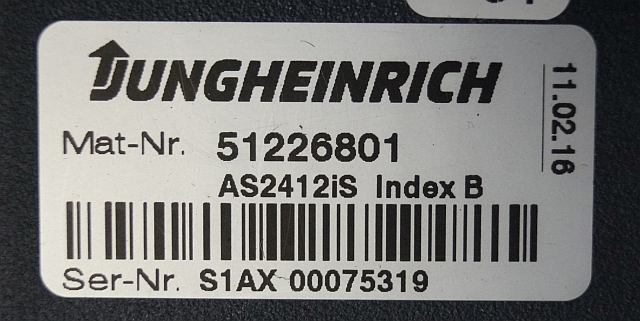 JUNGHEINRICH
Mat-Nr. 51226801
AS2412iS Index B
Ser-Nr. S1AX 00075319
11.02.16